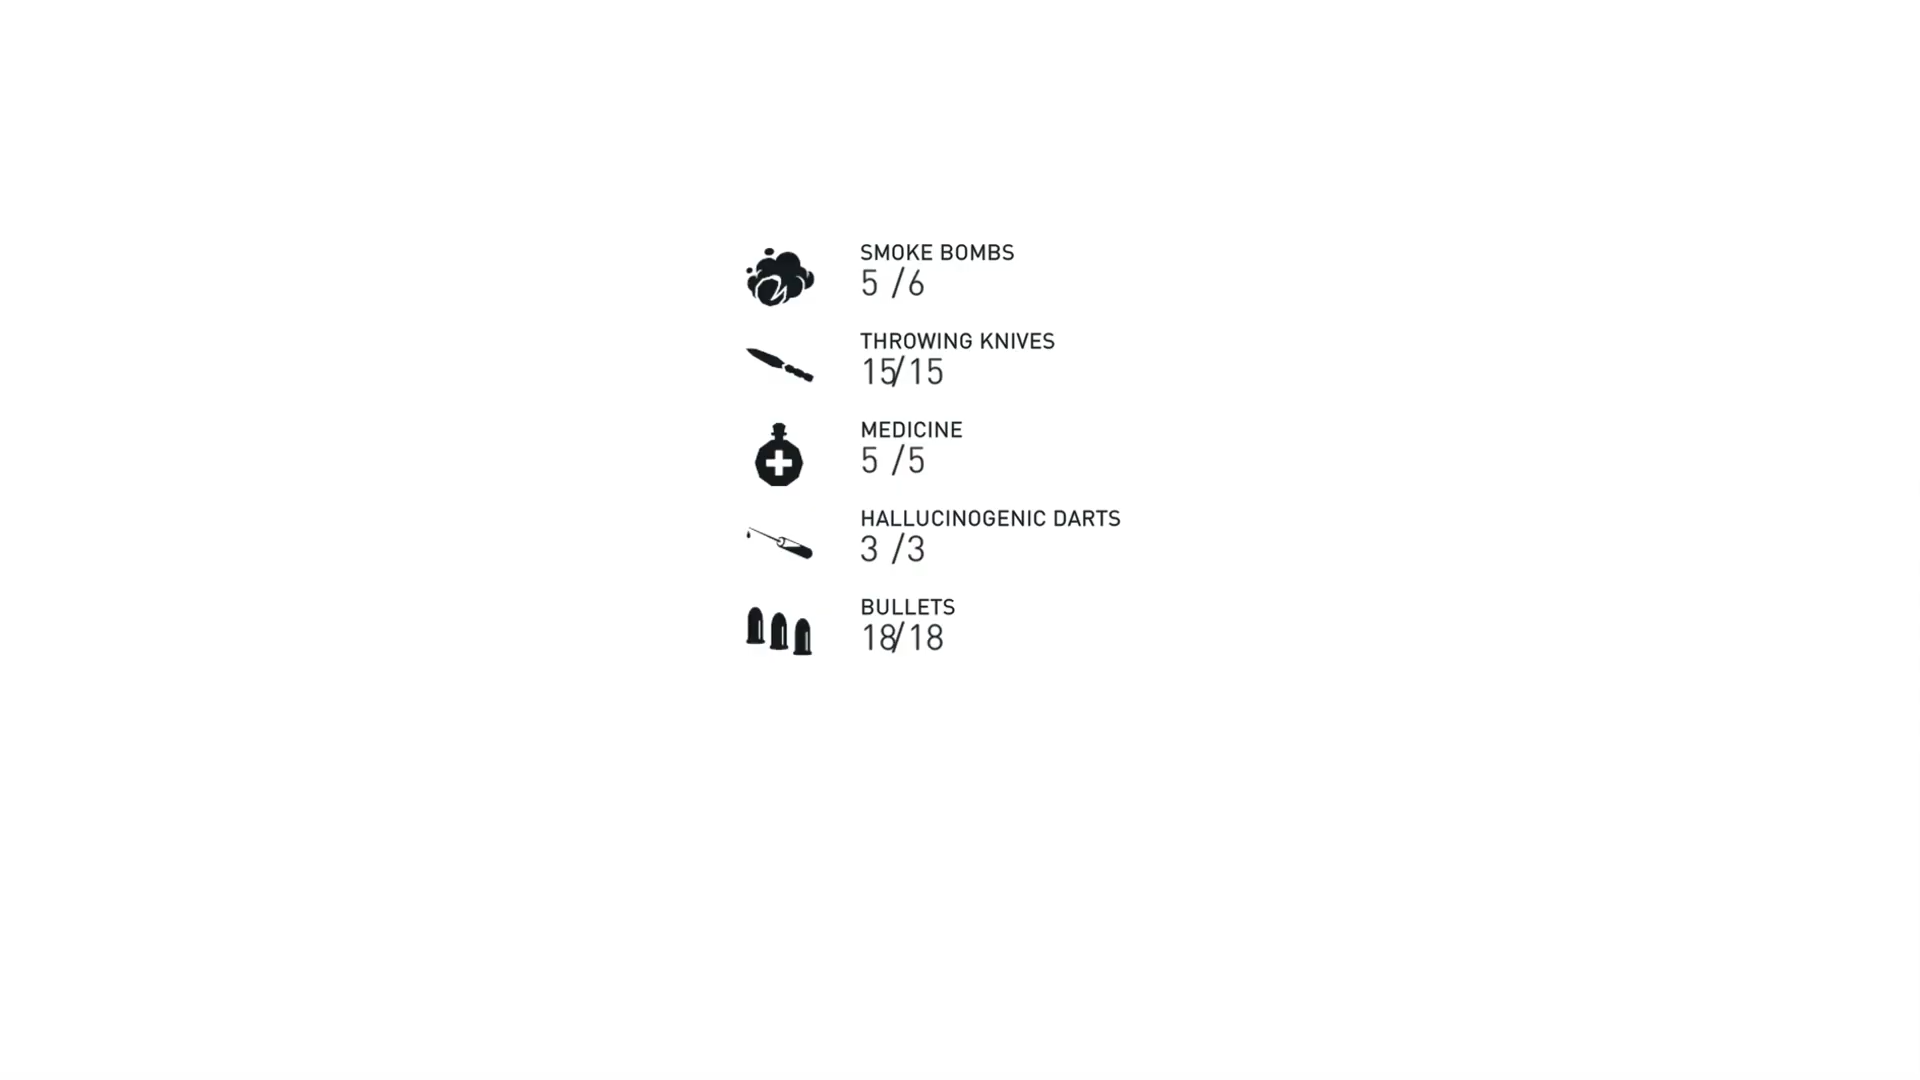 SMOKE BOMBS
5 /6
THROWING KNIVES
15/15
MEDICINE
5 /5
HALLUCINOGENIC DARTS
3 /3
BULLETS
18/18